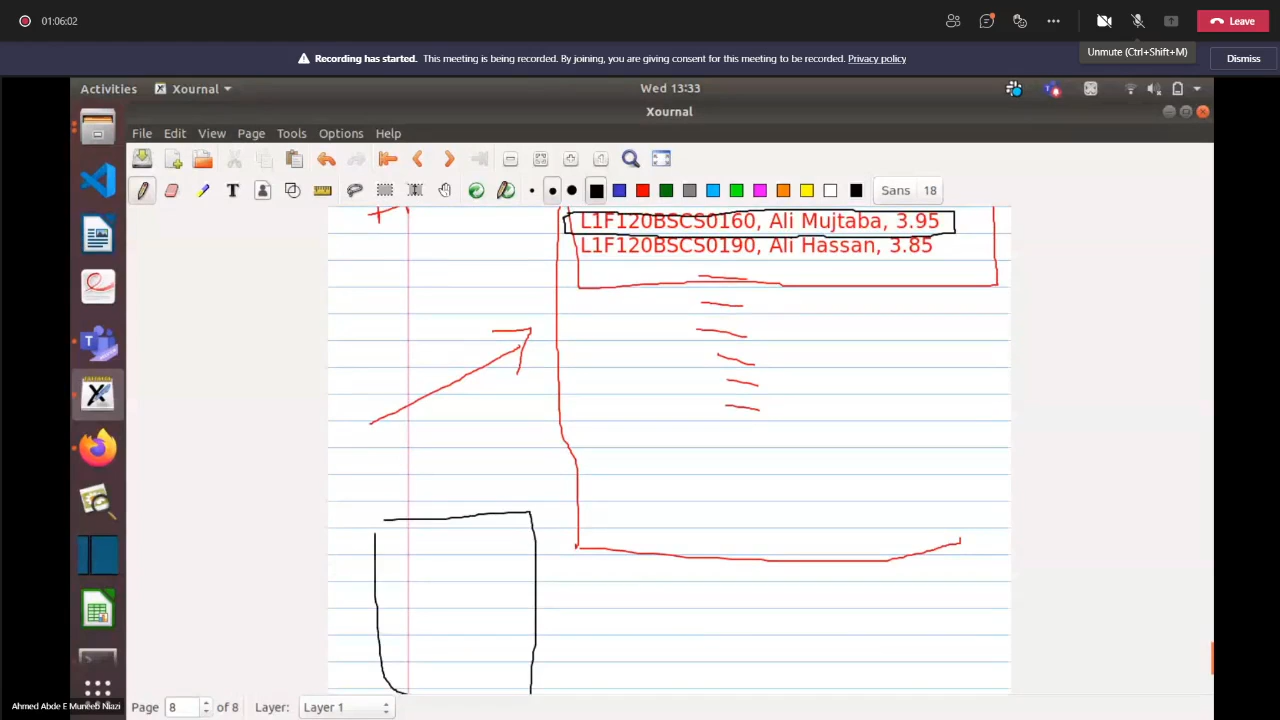 01:06:02
Leave
Unmute (Ctrl+Shift+M)
Recording has started. This meeting is being recorded. By joining, you are giving consent for this meeting to be recorded. Privacy policy
Dismiss
Activities Xournal Wed 13:33
Xournal
File Edit View Page Tools Options Help
Sans 18
L1F120BSCS0160, Ali Mujtaba, 3.95
L1F120BSCS0190, Ali Hassan, 3.85
Ahmed Abde E Muneeb Niazi
Page 8 of 8 Layer: Layer 1